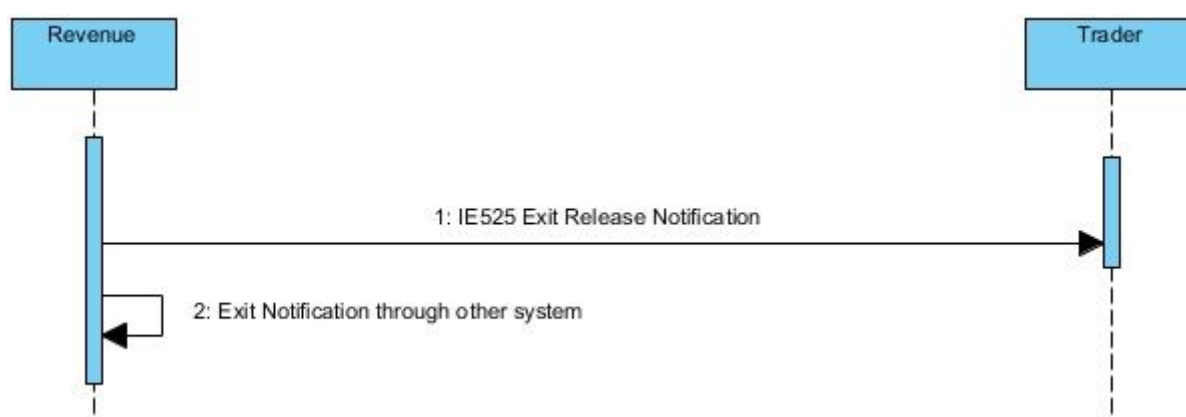 Revenue
Trader
1: IE525 Exit Release Notification
2: Exit Notification through other system